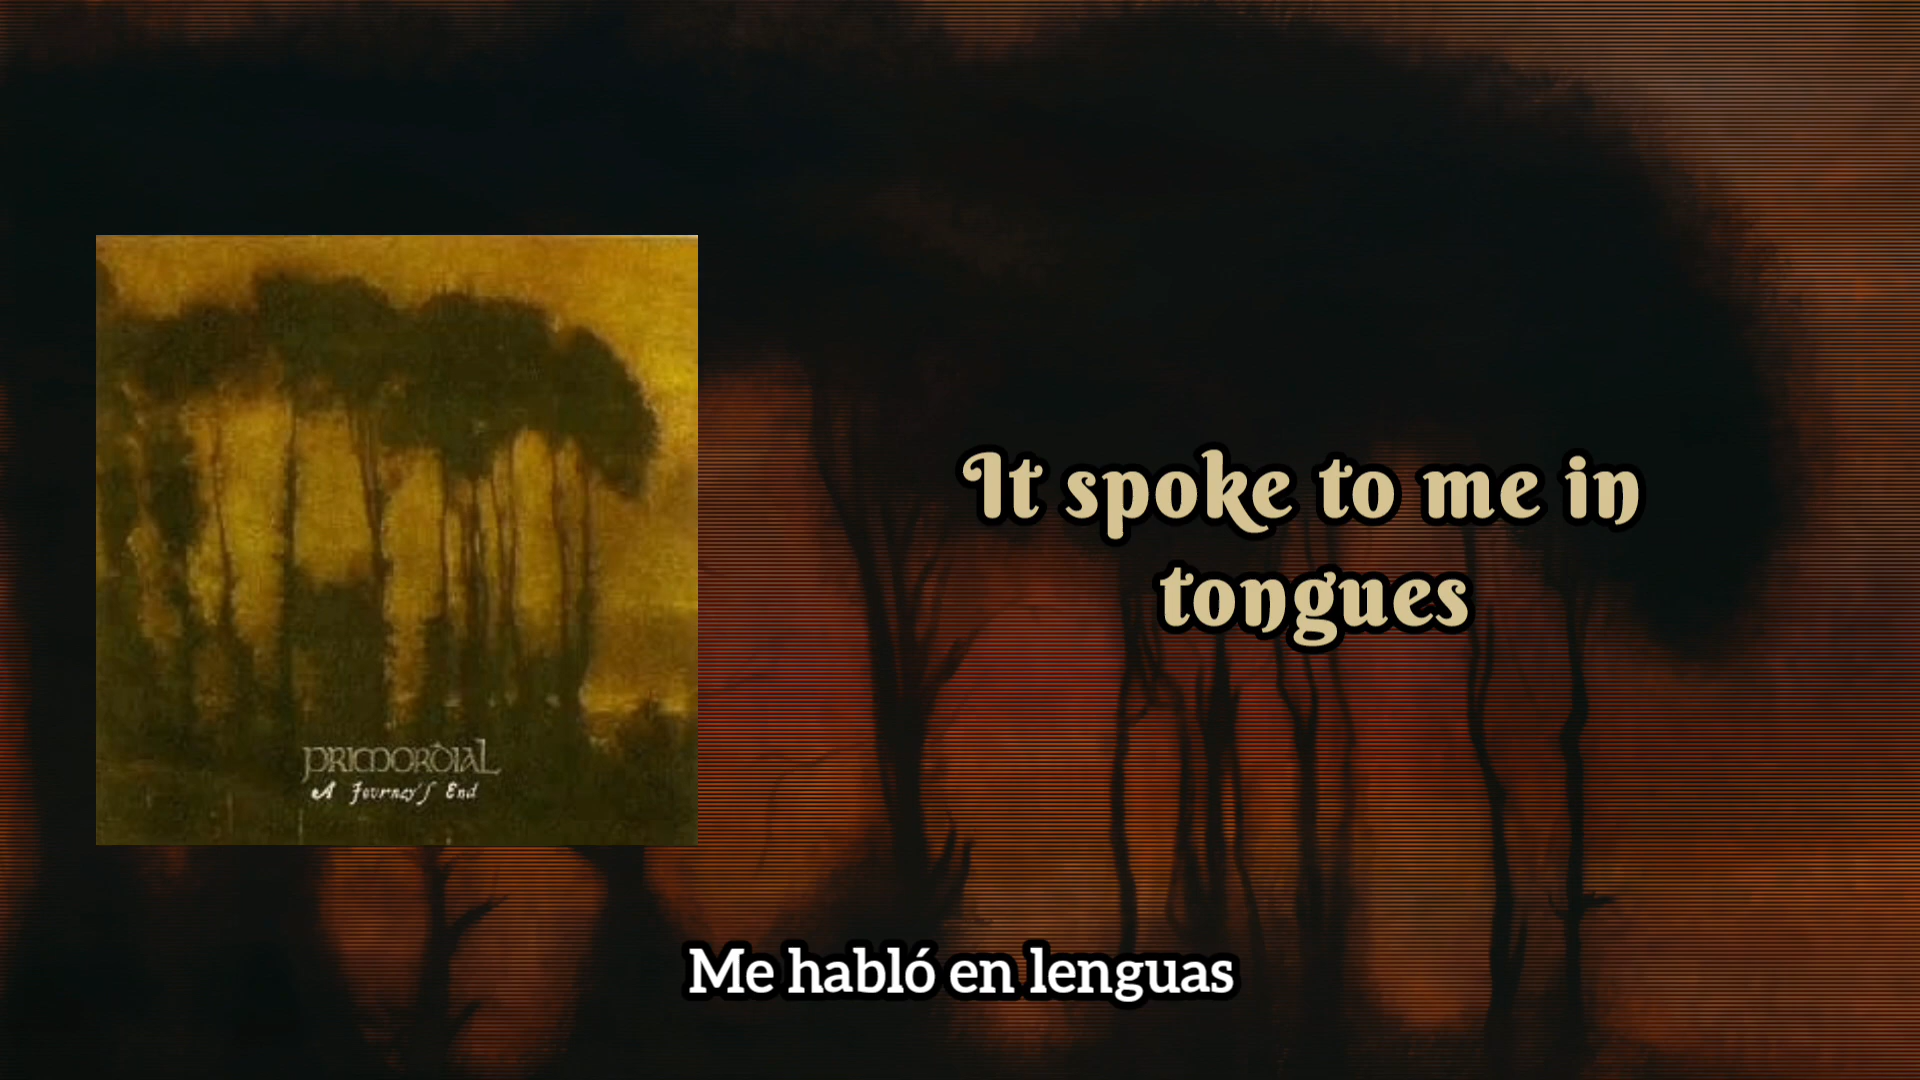 It spoke to me in
tongues
PRIMORDIAL
A Journey's End
Me habló en lenguas